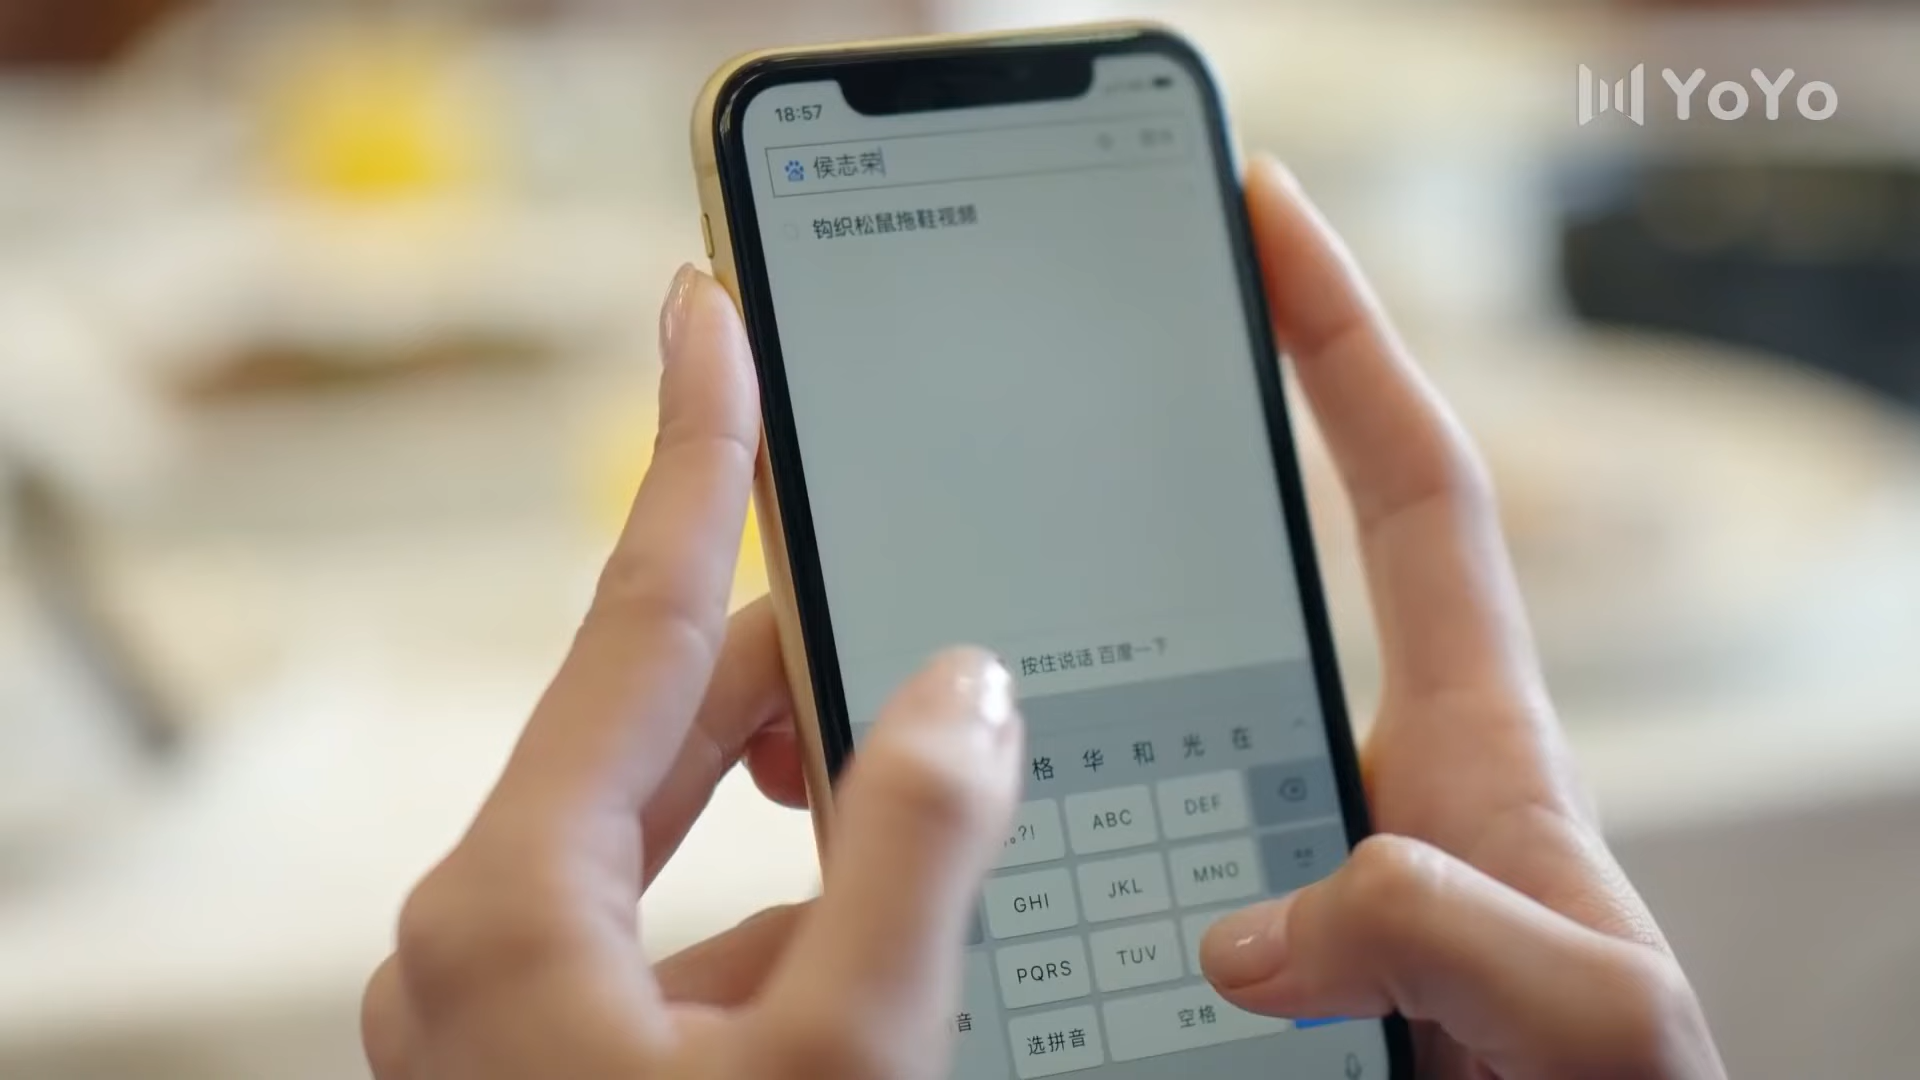 YoYo
18:57
侯志荣
钩织松鼠拖鞋视频
按住说话 百度一下
格 华 和 光 在
。?!
ABC
DEF
GHI
JKL
MNO
PQRS
TUV
音
选拼音
空格